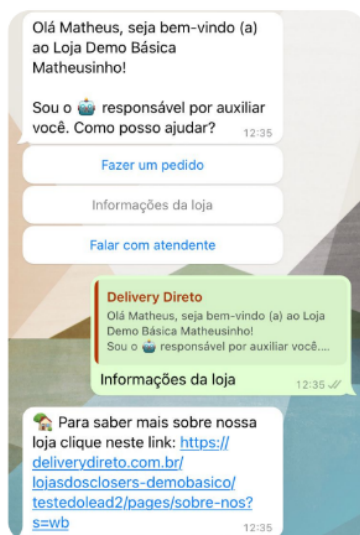 Olá Matheus, seja bem-vindo (a)
ao Loja Demo Básica
Matheusinho!
Sou o 🤖 responsável por auxiliar
você. Como posso ajudar?
12:35
Fazer um pedido
Informações da loja
Falar com atendente
Delivery Direto
Olá Matheus, seja bem-vindo (a) ao Loja
Demo Básica Matheusinho!
Sou o 🤖 responsável por auxiliar você....
Informações da loja
12:35
🏡 Para saber mais sobre nossa
loja clique neste link: https://
deliverydireto.com.br/
lojasdosclosers-demobasico/
testedolead2/pages/sobre-nos?
s=wb
12:35